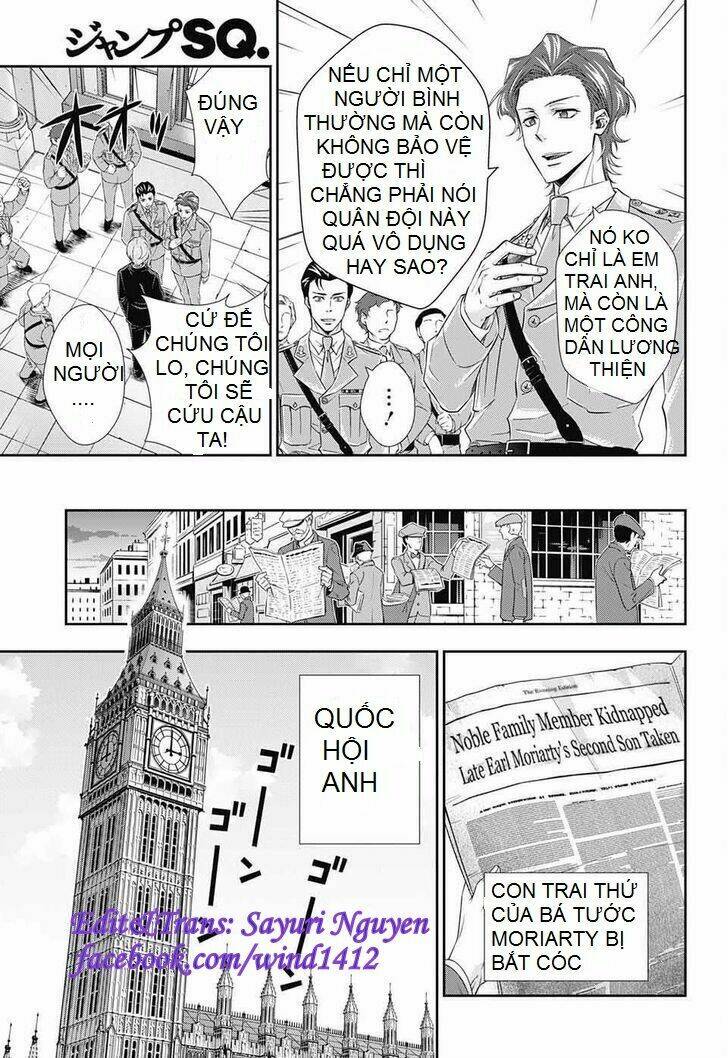 ジャンプSQ.
NẾU CHỈ MỘT
NGƯỜI BÌNH
THƯỜNG MÀ CÒN
KHÔNG BẢO VỆ
ĐƯỢC THÌ
CHẲNG PHẢI NÓI
QUÂN ĐỘI NÀY
QUÁ VÔ DỤNG
HAY SAO?
NÓ KO
CHỈ LÀ EM
TRAI ANH,
MÀ CÒN LÀ
MỘT CÔNG
DÂN LƯƠNG
THIỆN
....!
ĐÚNG
VẬY
オオオ
CỨ ĐỂ
CHÚNG TÔI
LO, CHÚNG
TÔI SẼ
CỨU CẬU
TA!
MỌI
NGƯỜI
....
The Evening Edition
Noble Family Member Kidnapped
Late Earl Moriarty's Second Son Taken
CON TRAI THỨ
CỦA BÁ TƯỚC
MORIARTY BỊ
BẮT CÓC
QUỐC
HỘI
ANH
ゴーン
ゴーン
Edit&Trans: Sayuri Nguyen
facebook.com/wind1412